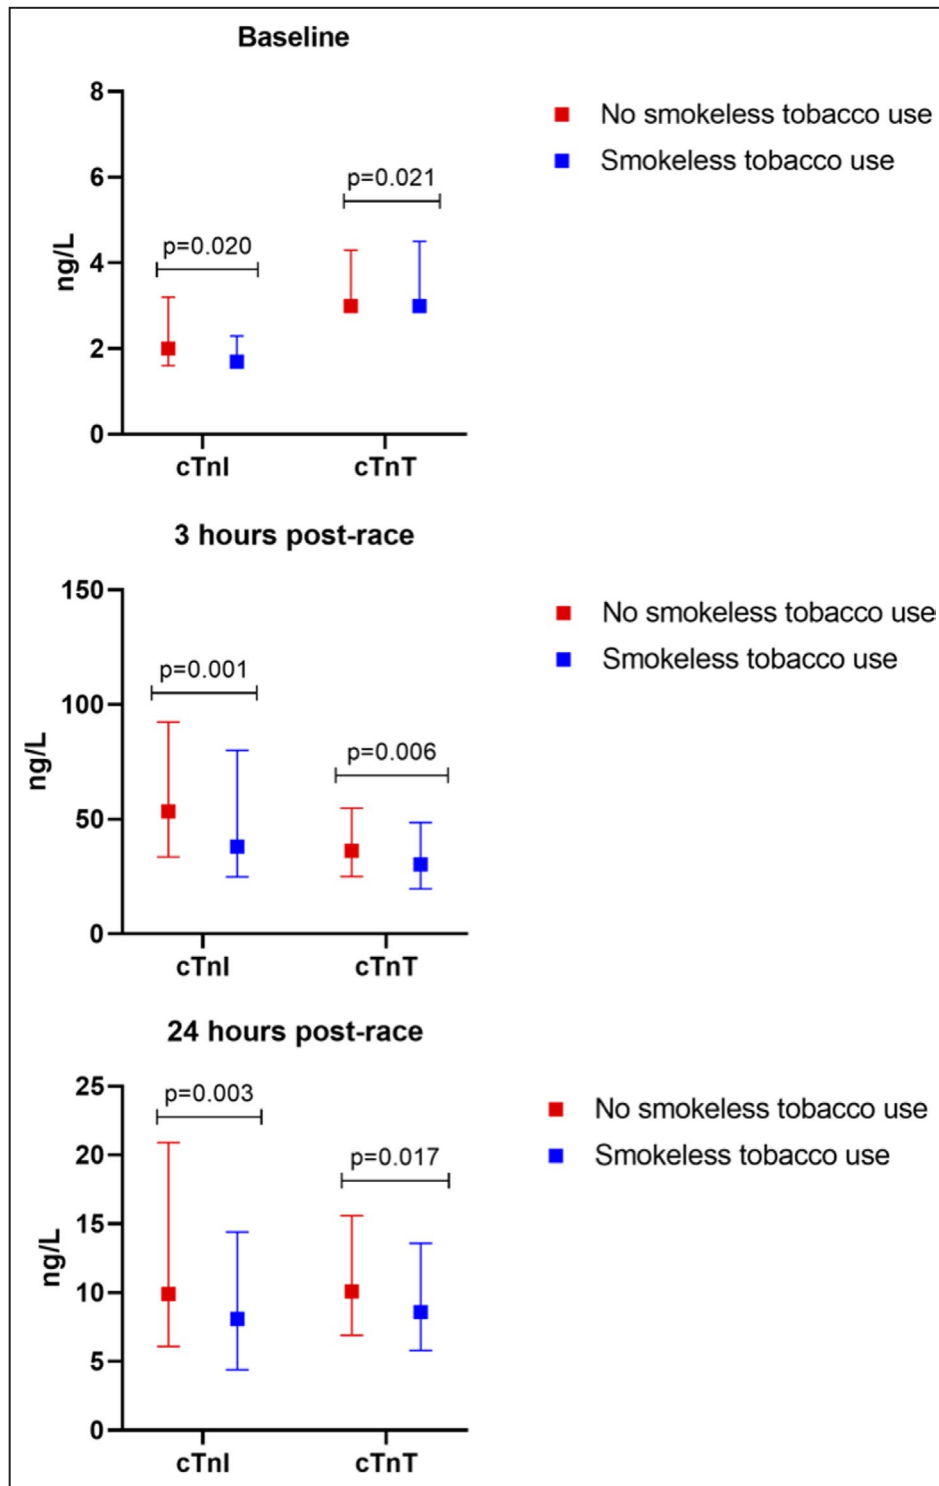 Baseline
8
No smokeless tobacco use
Smokeless tobacco use
6
p=0.021
p=0.020
ng/L
4
2
0
cTnI
cTnT
3 hours post-race
150
No smokeless tobacco use
Smokeless tobacco use
p=0.001
100
p=0.006
ng/L
50
0
cTnI
cTnT
24 hours post-race
25
p=0.003
No smokeless tobacco use
Smokeless tobacco use
20
p=0.017
15
ng/L
10
5
0
cTnI
cTnT